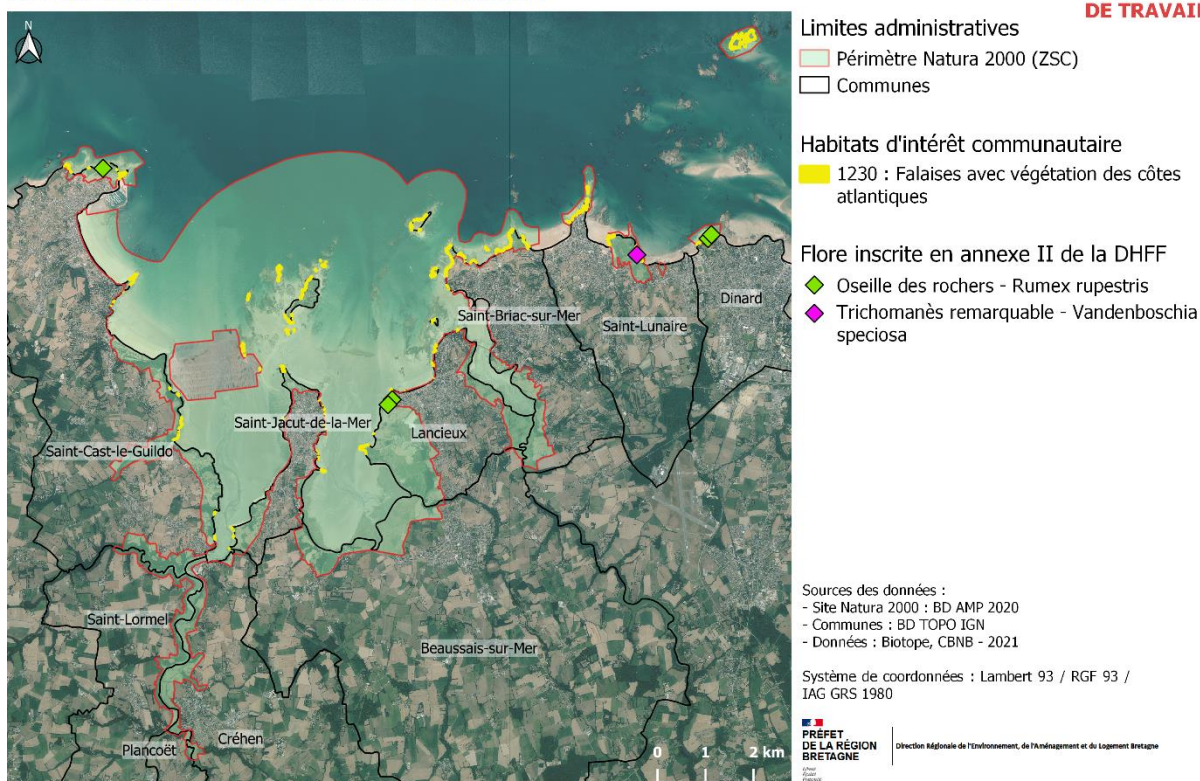 DE TRAVAIL
N
Limites administratives
Périmètre Natura 2000 (ZSC)
Communes
Habitats d'intérêt communautaire
1230 : Falaises avec végétation des côtes
atlantiques
Flore inscrite en annexe II de la DHFF
Oseille des rochers - Rumex rupestris
Trichomanès remarquable - Vandenboschia
speciosa
Saint-Briac-sur-Mer
Saint-Lunaire
Dinard
Saint-Jacut-de-la-Mer
Lancieux
Saint-Cast-le-Guildo
Saint-Lormel
Beaussais-sur-Mer
Plancoët
Créhen
0 1 2 km
Sources des données :
- Site Natura 2000 : BD AMP 2020
- Communes : BD TOPO IGN
- Données : Biotope, CBNB - 2021
Système de coordonnées : Lambert 93 / RGF 93 /
IAG GRS 1980
PRÉFET
DE LA RÉGION
BRETAGNE
Direction Régionale de l'Environnement, de l'Aménagement et du Logement Bretagne